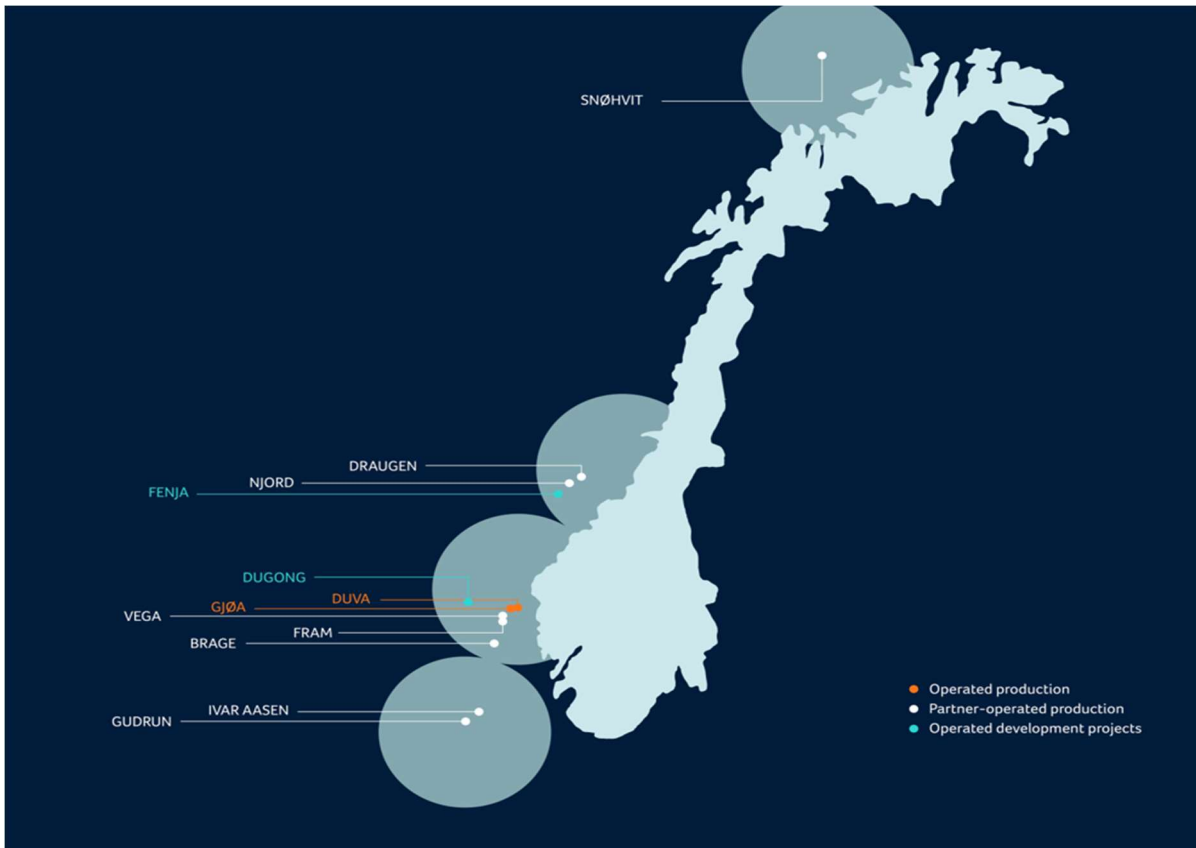 SNØHVIT
DRAUGEN
NJORD
FENJA
DUGONG
DUVA
GJØA
VEGA
FRAM
BRAGE
IVAR AASEN
GUDRUN
Operated production
Partner-operated production
Operated development projects